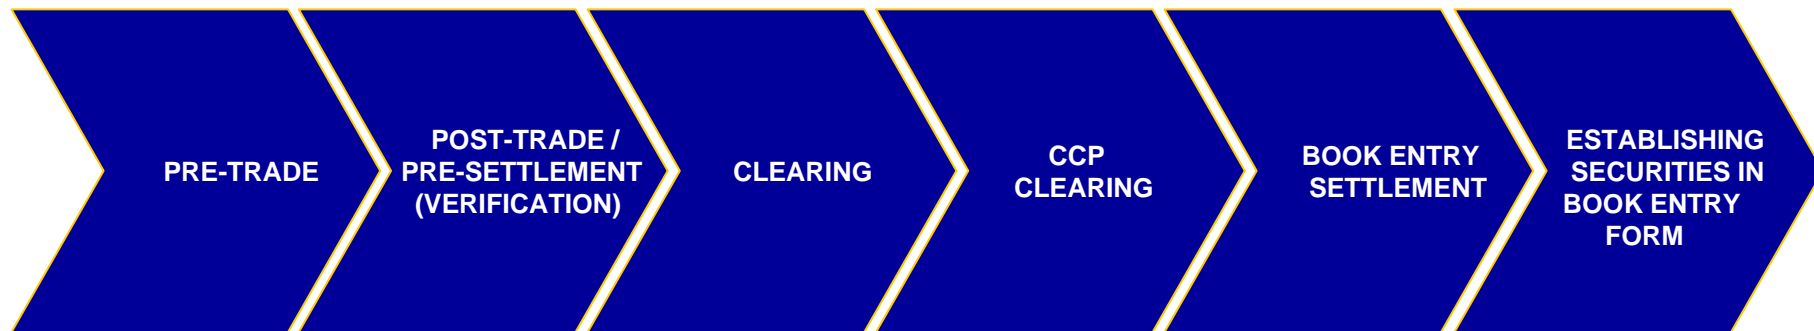 PRE-TRADE
POST-TRADE /
PRE-SETTLEMENT
(VERIFICATION)
CLEARING
CCP
CLEARING
BOOK ENTRY
SETTLEMENT
ESTABLISHING
SECURITIES IN
BOOK ENTRY
FORM